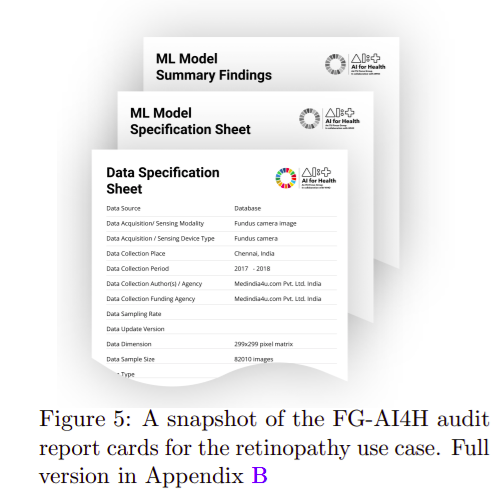 ML Model
Summary Findings
AI for Health
ML Model
Specification Sheet
AI for Health
Data Specification
Sheet
AI for Health
Data Source Database
Data Acquisition/ Sensing Modality Fundus camera image
Data Acquisition / Sensing Device Type Fundus camera
Data Collection Place Chennai, India
Data Collection Period 2017 - 2018
Data Collection Author(s) / Agency Medindia4u.com Pvt. Ltd. India
Data Collection Funding Agency Medindia4u.com Pvt. Ltd. India
Data Sampling Rate
Data Update Version
Data Dimension 299x299 pixel matrix
Data Sample Size 82010 images
Type
Figure 5: A snapshot of the FG-AI4H audit
report cards for the retinopathy use case. Full
version in Appendix B